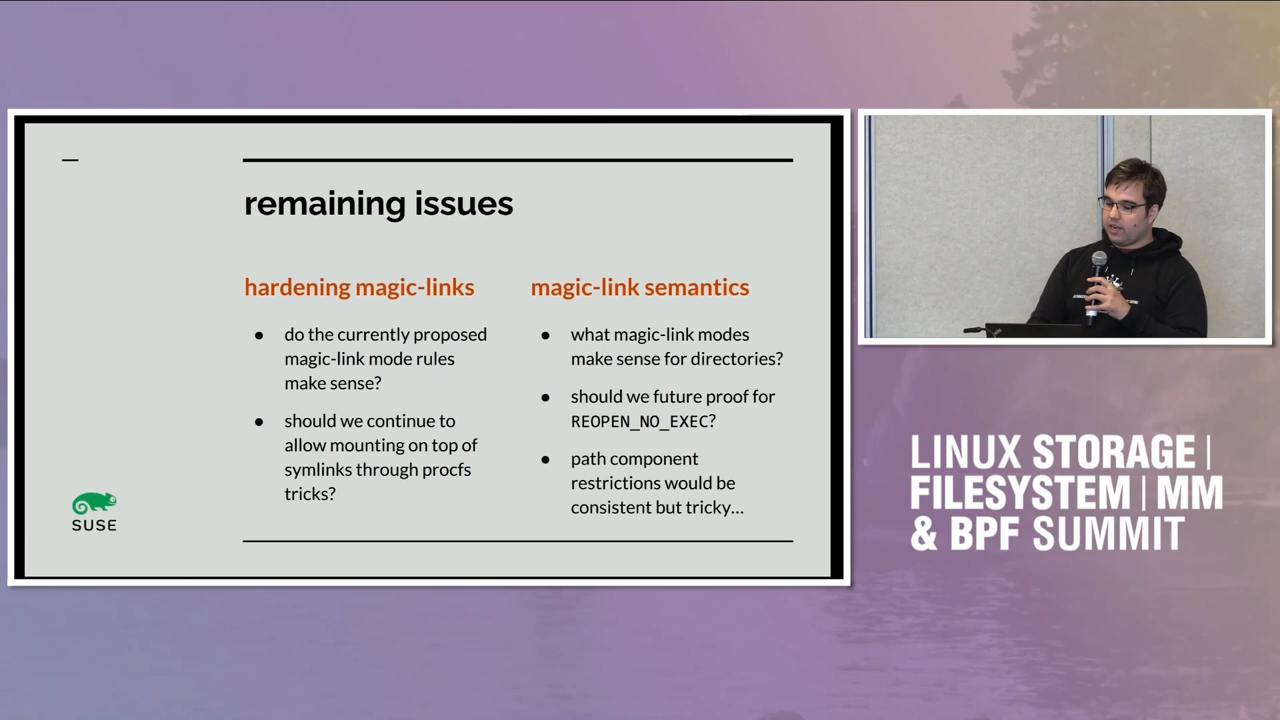 remaining issues
hardening magic-links
● do the currently proposed
magic-link mode rules
make sense?
● should we continue to
allow mounting on top of
symlinks through procfs
tricks?
magic-link semantics
● what magic-link modes
make sense for directories?
● should we future proof for
REOPEN_NO_EXEC?
● path component
restrictions would be
consistent but tricky...
SUSE
LINUX STORAGE |
FILESYSTEM | MM
& BPF SUMMIT